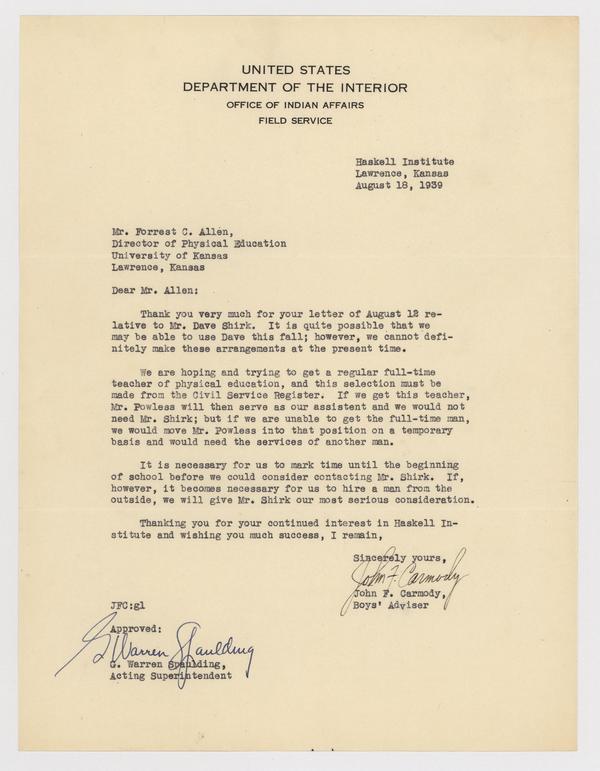 UNITED STATES
DEPARTMENT OF THE INTERIOR
OFFICE OF INDIAN AFFAIRS
FIELD SERVICE
Haskell Institute
Lawrence, Kansas
August 18, 1939
Mr. Forrest C. Allen,
Director of Physical Education
University of Kansas
Lawrence, Kansas
Dear Mr. Allen:
Thank you very much for your letter of August 12 re-
lative to Mr. Dave Shirk. It is quite possible that we
may be able to use Dave this fall; however, we cannot defi-
nitely make these arrangements at the present time.
We are hoping and trying to get a regular full-time
teacher of physical education, and this selection must be
made from the Civil Service Register. If we get this teacher,
Mr. Powless will then serve as our assistent and we would not
need Mr. Shirk; but if we are unable to get the full-time man,
we would move Mr. Powless into that position on a temporary
basis and would need the services of another man.
It is necessary for us to mark time until the beginning
of school before we could consider contacting Mr. Shirk. If,
however, it becomes necessary for us to hire a man from the
outside, we will give Mr. Shirk our most serious consideration.
Thanking you for your continued interest in Haskell In-
stitute and wishing you much success, I remain,
Sincerely yours,
John F. Carmody
John F. Carmody,
Boys' Adviser
JFC:gl
Approved:
G Warren Spaulding
G. Warren Spaulding,
Acting Superintendent